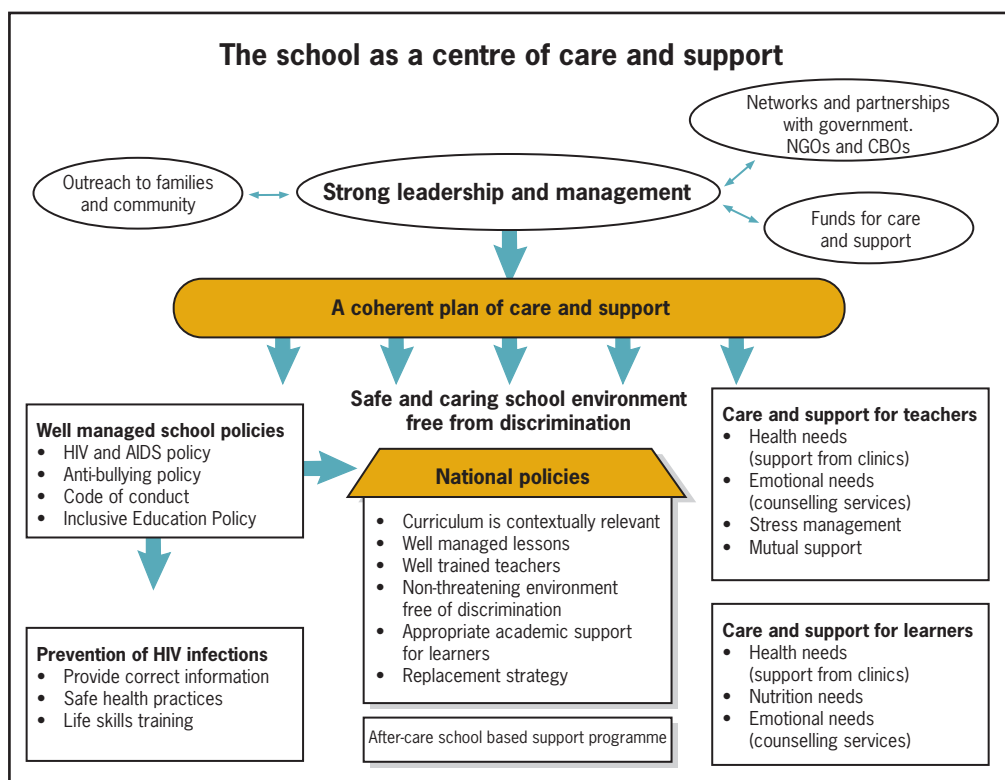 The school as a centre of care and support
Networks and partnerships
with government.
NGOs and CBOs
Outreach to families
and community
Strong leadership and management
Funds for care
and support
A coherent plan of care and support
Safe and caring school environment
free from discrimination
Well managed school policies
• HIV and AIDS policy
• Anti-bullying policy
• Code of conduct
• Inclusive Education Policy
National policies
• Curriculum is contextually relevant
• Well managed lessons
• Well trained teachers
• Non-threatening environment
free of discrimination
• Appropriate academic support
for learners
• Replacement strategy
Care and support for teachers
• Health needs
(support from clinics)
• Emotional needs
(counselling services)
• Stress management
• Mutual support
Prevention of HIV infections
• Provide correct information
• Safe health practices
• Life skills training
After-care school based support programme
Care and support for learners
• Health needs
(support from clinics)
• Nutrition needs
• Emotional needs
(counselling services)